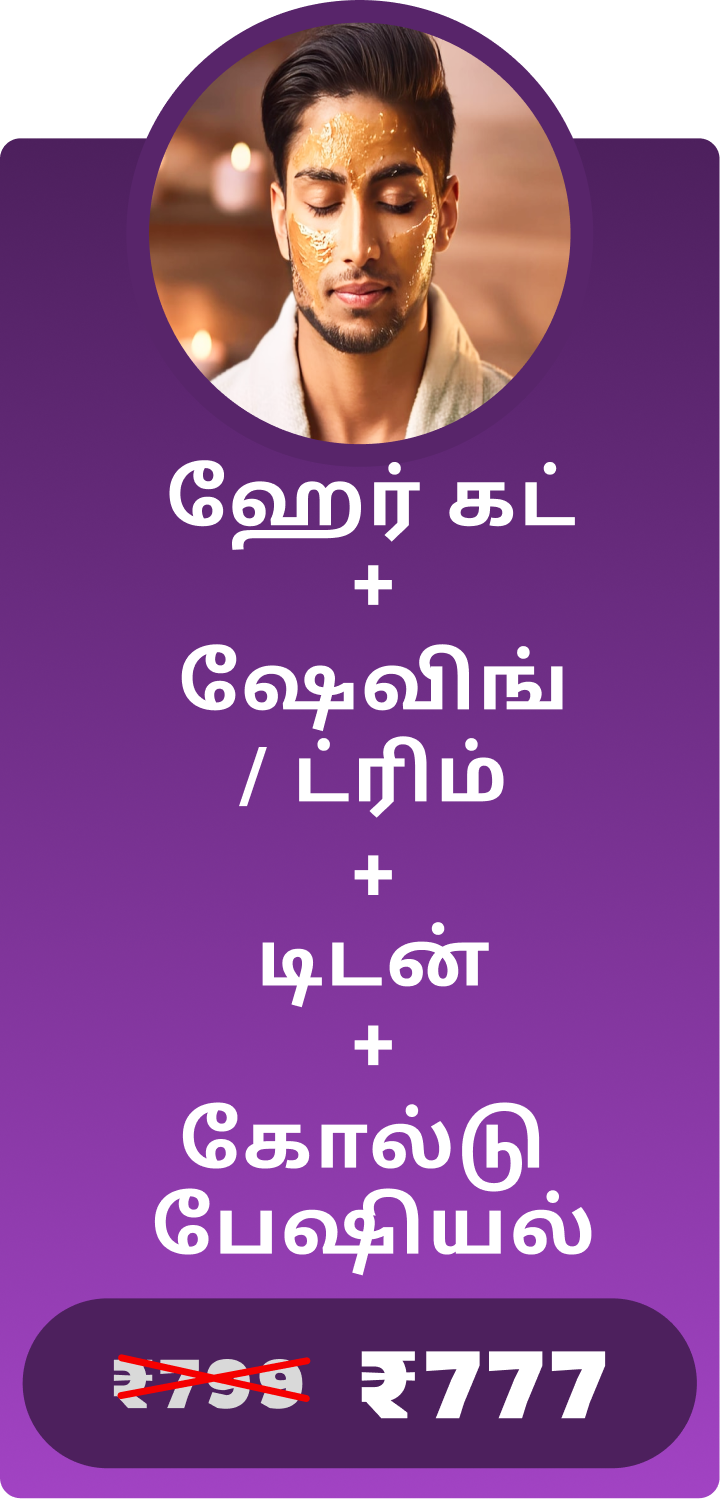 ஹேர் கட்
+
ஷேவிங்
/ ட்ரிம்
+
டிடன்
+
கோல்டு
பேஷியல்
₹799 ₹777